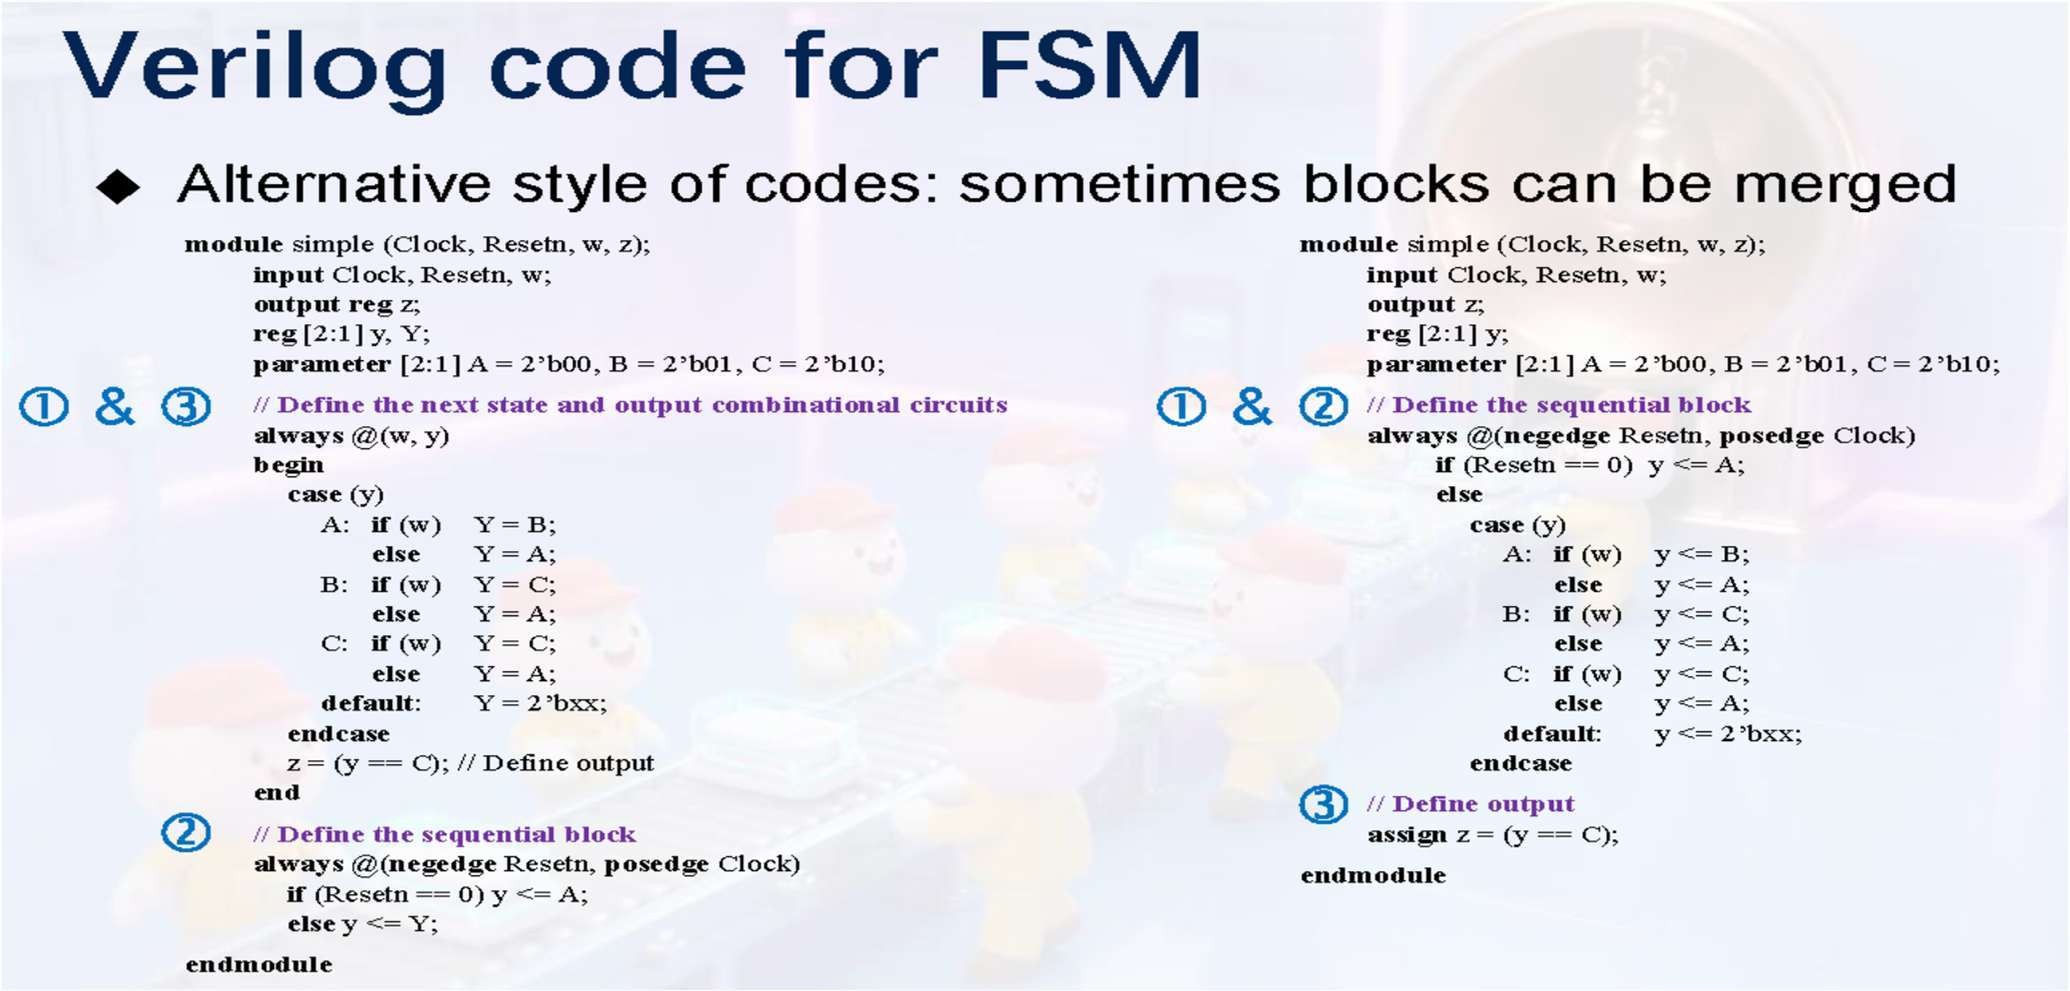 Verilog code for FSM
◆ Alternative style of codes: sometimes blocks can be merged
module simple (Clock, Resetn, w, z);
input Clock, Resetn, w;
output reg z;
reg [2:1] y, Y;
parameter [2:1] A = 2’b00, B = 2’b01, C = 2’b10;
① & ③ // Define the next state and output combinational circuits
always @(w, y)
begin
case (y)
A: if (w) Y = B;
else Y = A;
B: if (w) Y = C;
else Y = A;
C: if (w) Y = C;
else Y = A;
default: Y = 2’bxx;
endcase
z = (y == C); // Define output
end
② // Define the sequential block
always @(negedge Resetn, posedge Clock)
if (Resetn == 0) y <= A;
else y <= Y;
endmodule
module simple (Clock, Resetn, w, z);
input Clock, Resetn, w;
output z;
reg [2:1] y;
parameter [2:1] A = 2’b00, B = 2’b01, C = 2’b10;
① & ② // Define the sequential block
always @(negedge Resetn, posedge Clock)
if (Resetn == 0) y <= A;
else
case (y)
A: if (w) y <= B;
else y <= A;
B: if (w) y <= C;
else y <= A;
C: if (w) y <= C;
else y <= A;
default: y <= 2’bxx;
endcase
③ // Define output
assign z = (y == C);
endmodule